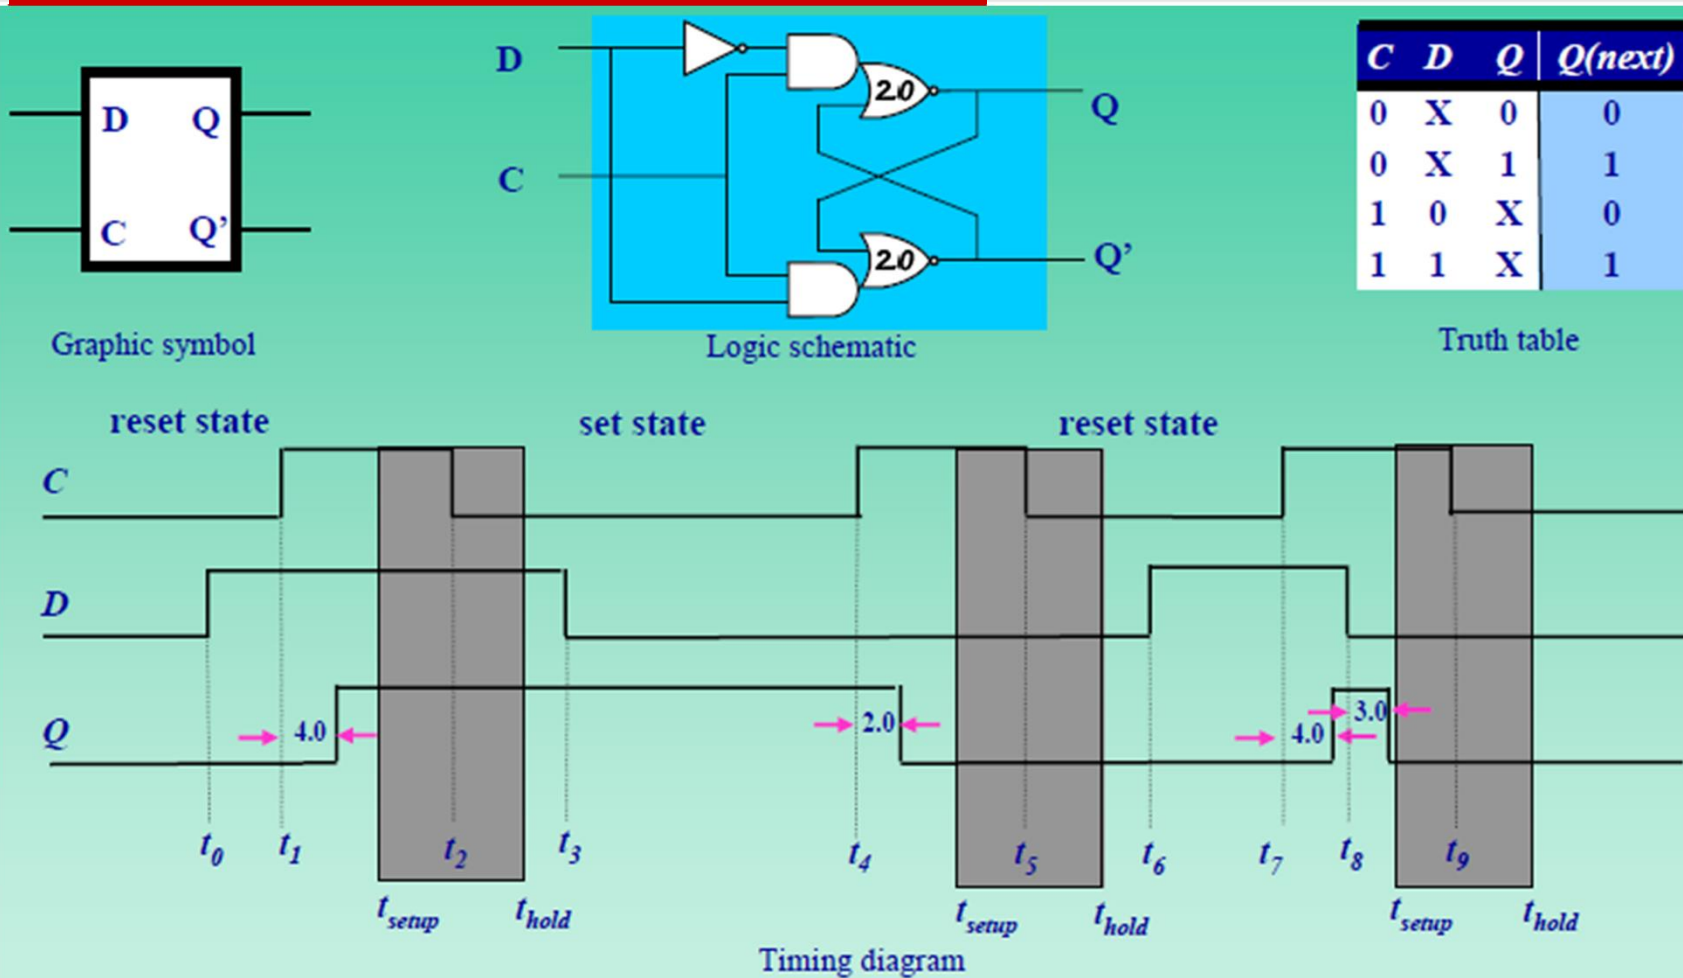 D Q
C Q’
Graphic symbol
D
C
2.0
2.0
Q
Q’
Logic schematic
C D Q Q(next)
0 X 0 0
0 X 1 1
1 0 X 0
1 1 X 1
Truth table
reset state set state reset state
C
D
Q
4.0 2.0 4.0 3.0
t0 t1 t2 t3 t4 t5 t6 t7 t8 t9
tsetup thold tsetup thold tsetup thold
Timing diagram